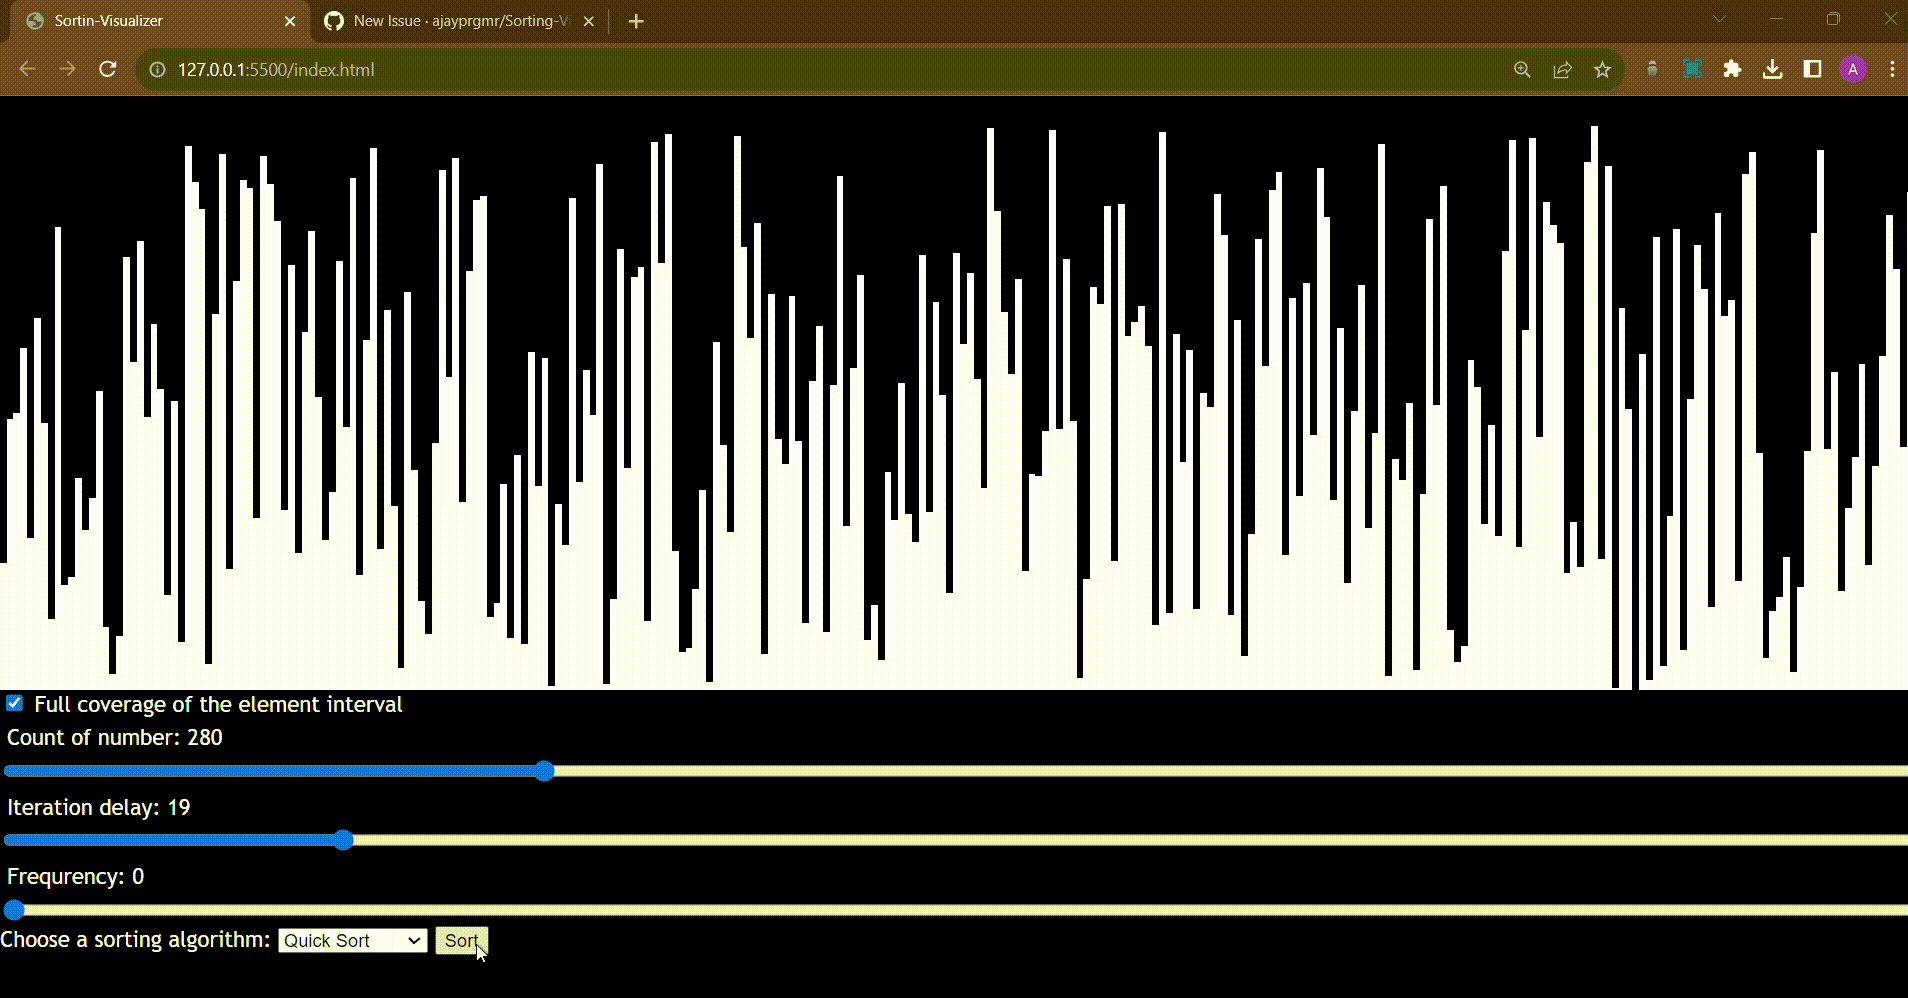 Sortin-Visualizer
New Issue · ajayprgmr/Sorting-Vi
127.0.0.1:5500/index.html
A
Full coverage of the element interval
Count of number: 280
Iteration delay: 19
Frequrency: 0
Choose a sorting algorithm: Quick Sort Sort